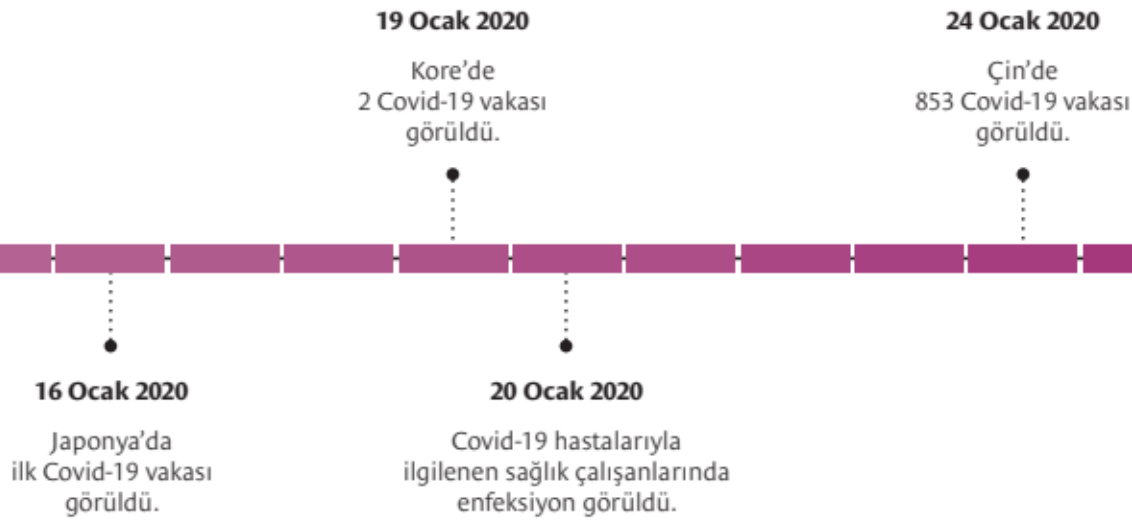 19 Ocak 2020
Kore’de
2 Covid-19 vakası
görüldü.
24 Ocak 2020
Çin’de
853 Covid-19 vakası
görüldü.
16 Ocak 2020
Japonya’da
ilk Covid-19 vakası
görüldü.
20 Ocak 2020
Covid-19 hastalarıyla
ilgilenen sağlık çalışanlarında
enfeksiyon görüldü.